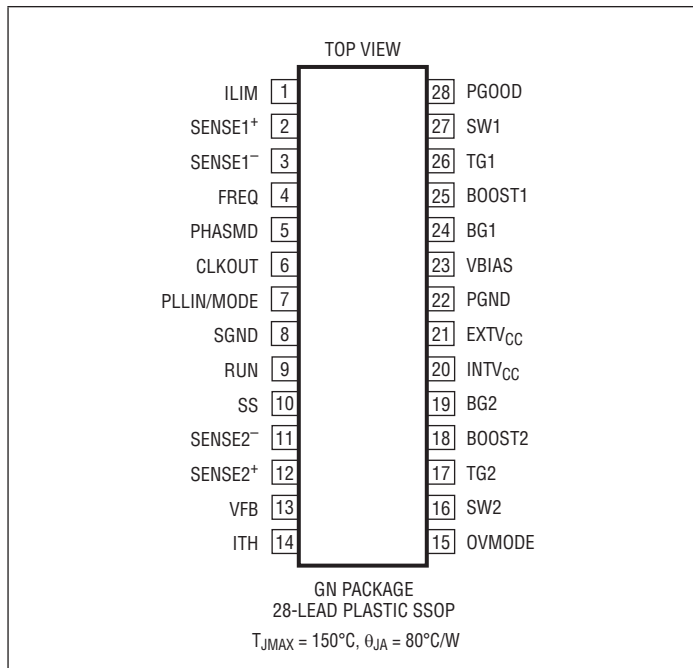 TOP VIEW
ILIM 1 28 PGOOD
SENSE1+ 2 27 SW1
SENSE1– 3 26 TG1
FREQ 4 25 BOOST1
PHASMD 5 24 BG1
CLKOUT 6 23 VBIAS
PLLIN/MODE 7 22 PGND
SGND 8 21 EXTVCC
RUN 9 20 INTVCC
SS 10 19 BG2
SENSE2– 11 18 BOOST2
SENSE2+ 12 17 TG2
VFB 13 16 SW2
ITH 14 15 OVMODE
GN PACKAGE
28-LEAD PLASTIC SSOP
TJMAX = 150°C, θJA = 80°C/W